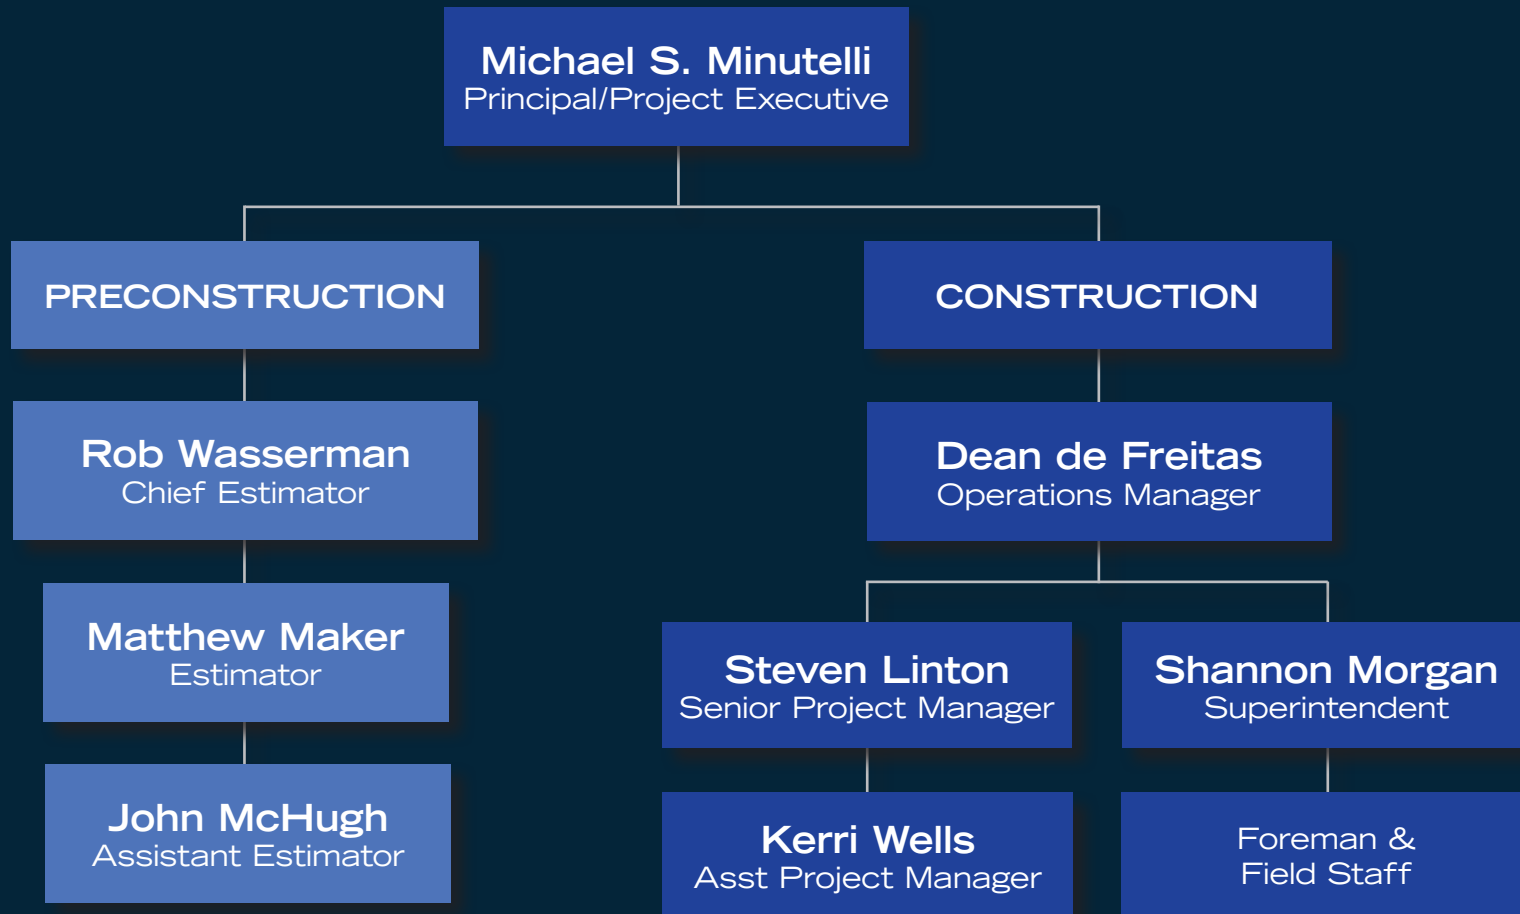 Michael S. Minutelli
Principal/Project Executive
PRECONSTRUCTION
Rob Wasserman
Chief Estimator
Matthew Maker
Estimator
John McHugh
Assistant Estimator
CONSTRUCTION
Dean de Freitas
Operations Manager
Steven Linton
Senior Project Manager
Kerri Wells
Asst Project Manager
Shannon Morgan
Superintendent
Foreman &
Field Staff